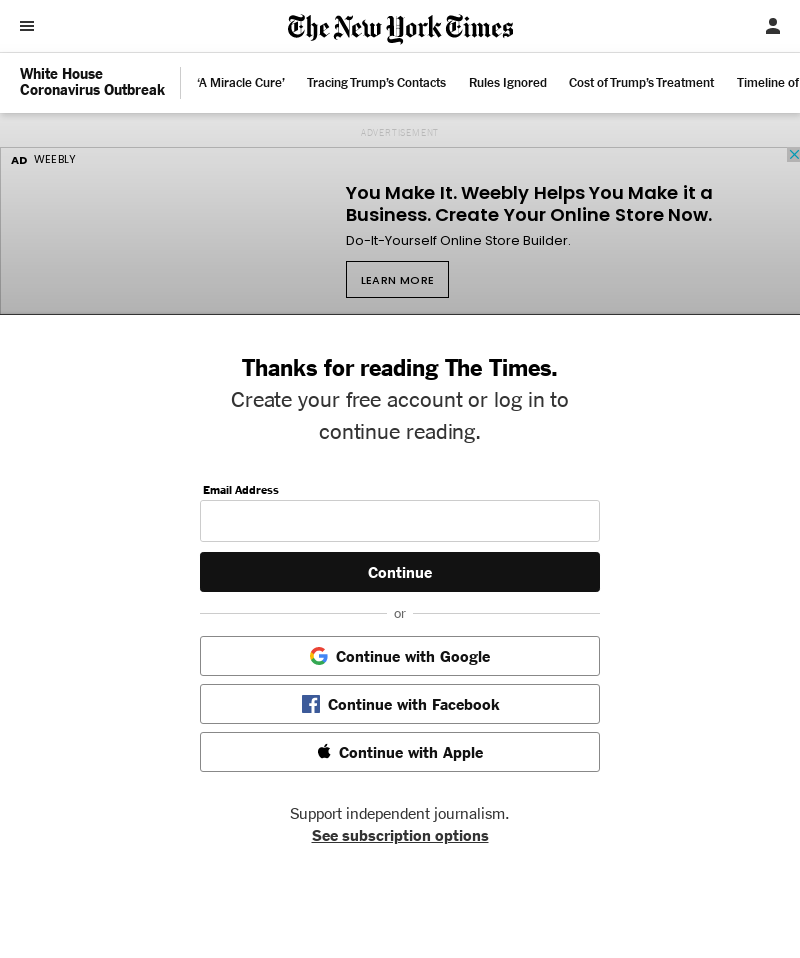 The New York Times
White House
Coronavirus Outbreak
‘A Miracle Cure’
Tracing Trump’s Contacts
Rules Ignored
Cost of Trump’s Treatment
Timeline of
ADVERTISEMENT
AD WEEBLY
You Make It. Weebly Helps You Make it a
Business. Create Your Online Store Now.
Do-It-Yourself Online Store Builder.
LEARN MORE
Thanks for reading The Times.
Create your free account or log in to
continue reading.
Email Address
Continue
or
Continue with Google
Continue with Facebook
Continue with Apple
Support independent journalism.
See subscription options